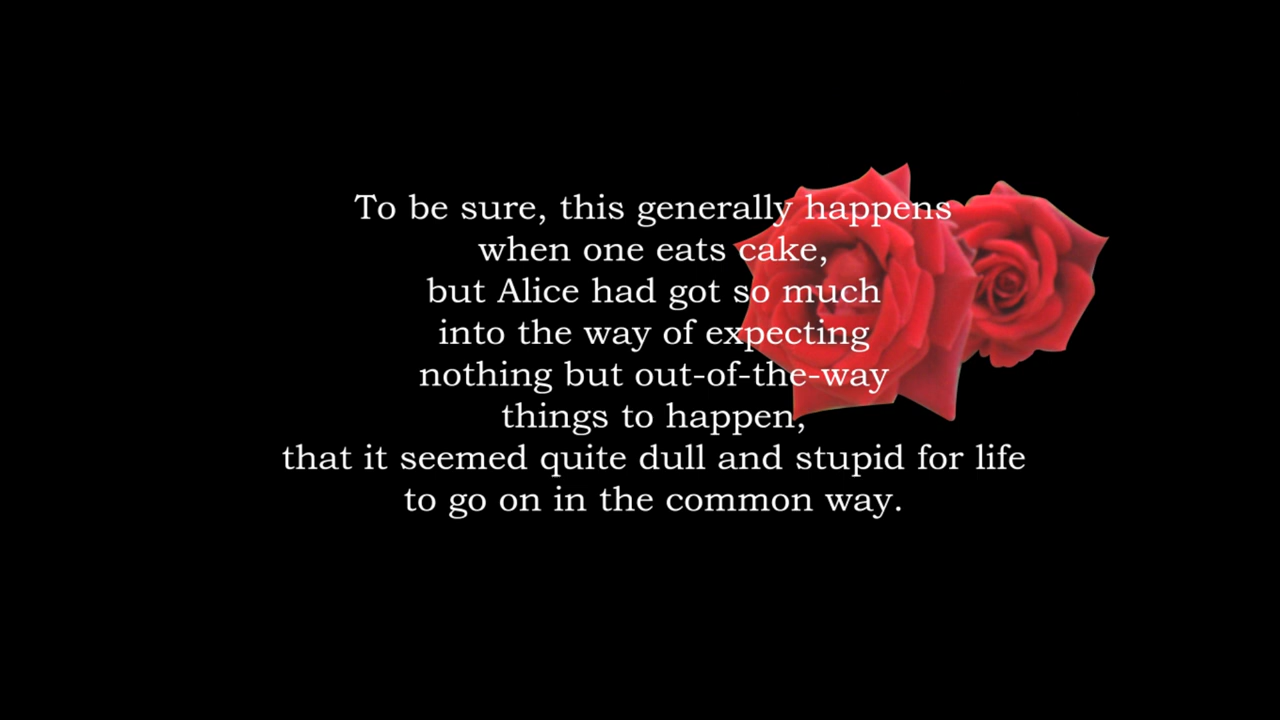 To be sure, this generally happens
when one eats cake,
but Alice had got so much
into the way of expecting
nothing but out-of-the-way
things to happen,
that it seemed quite dull and stupid for life
to go on in the common way.